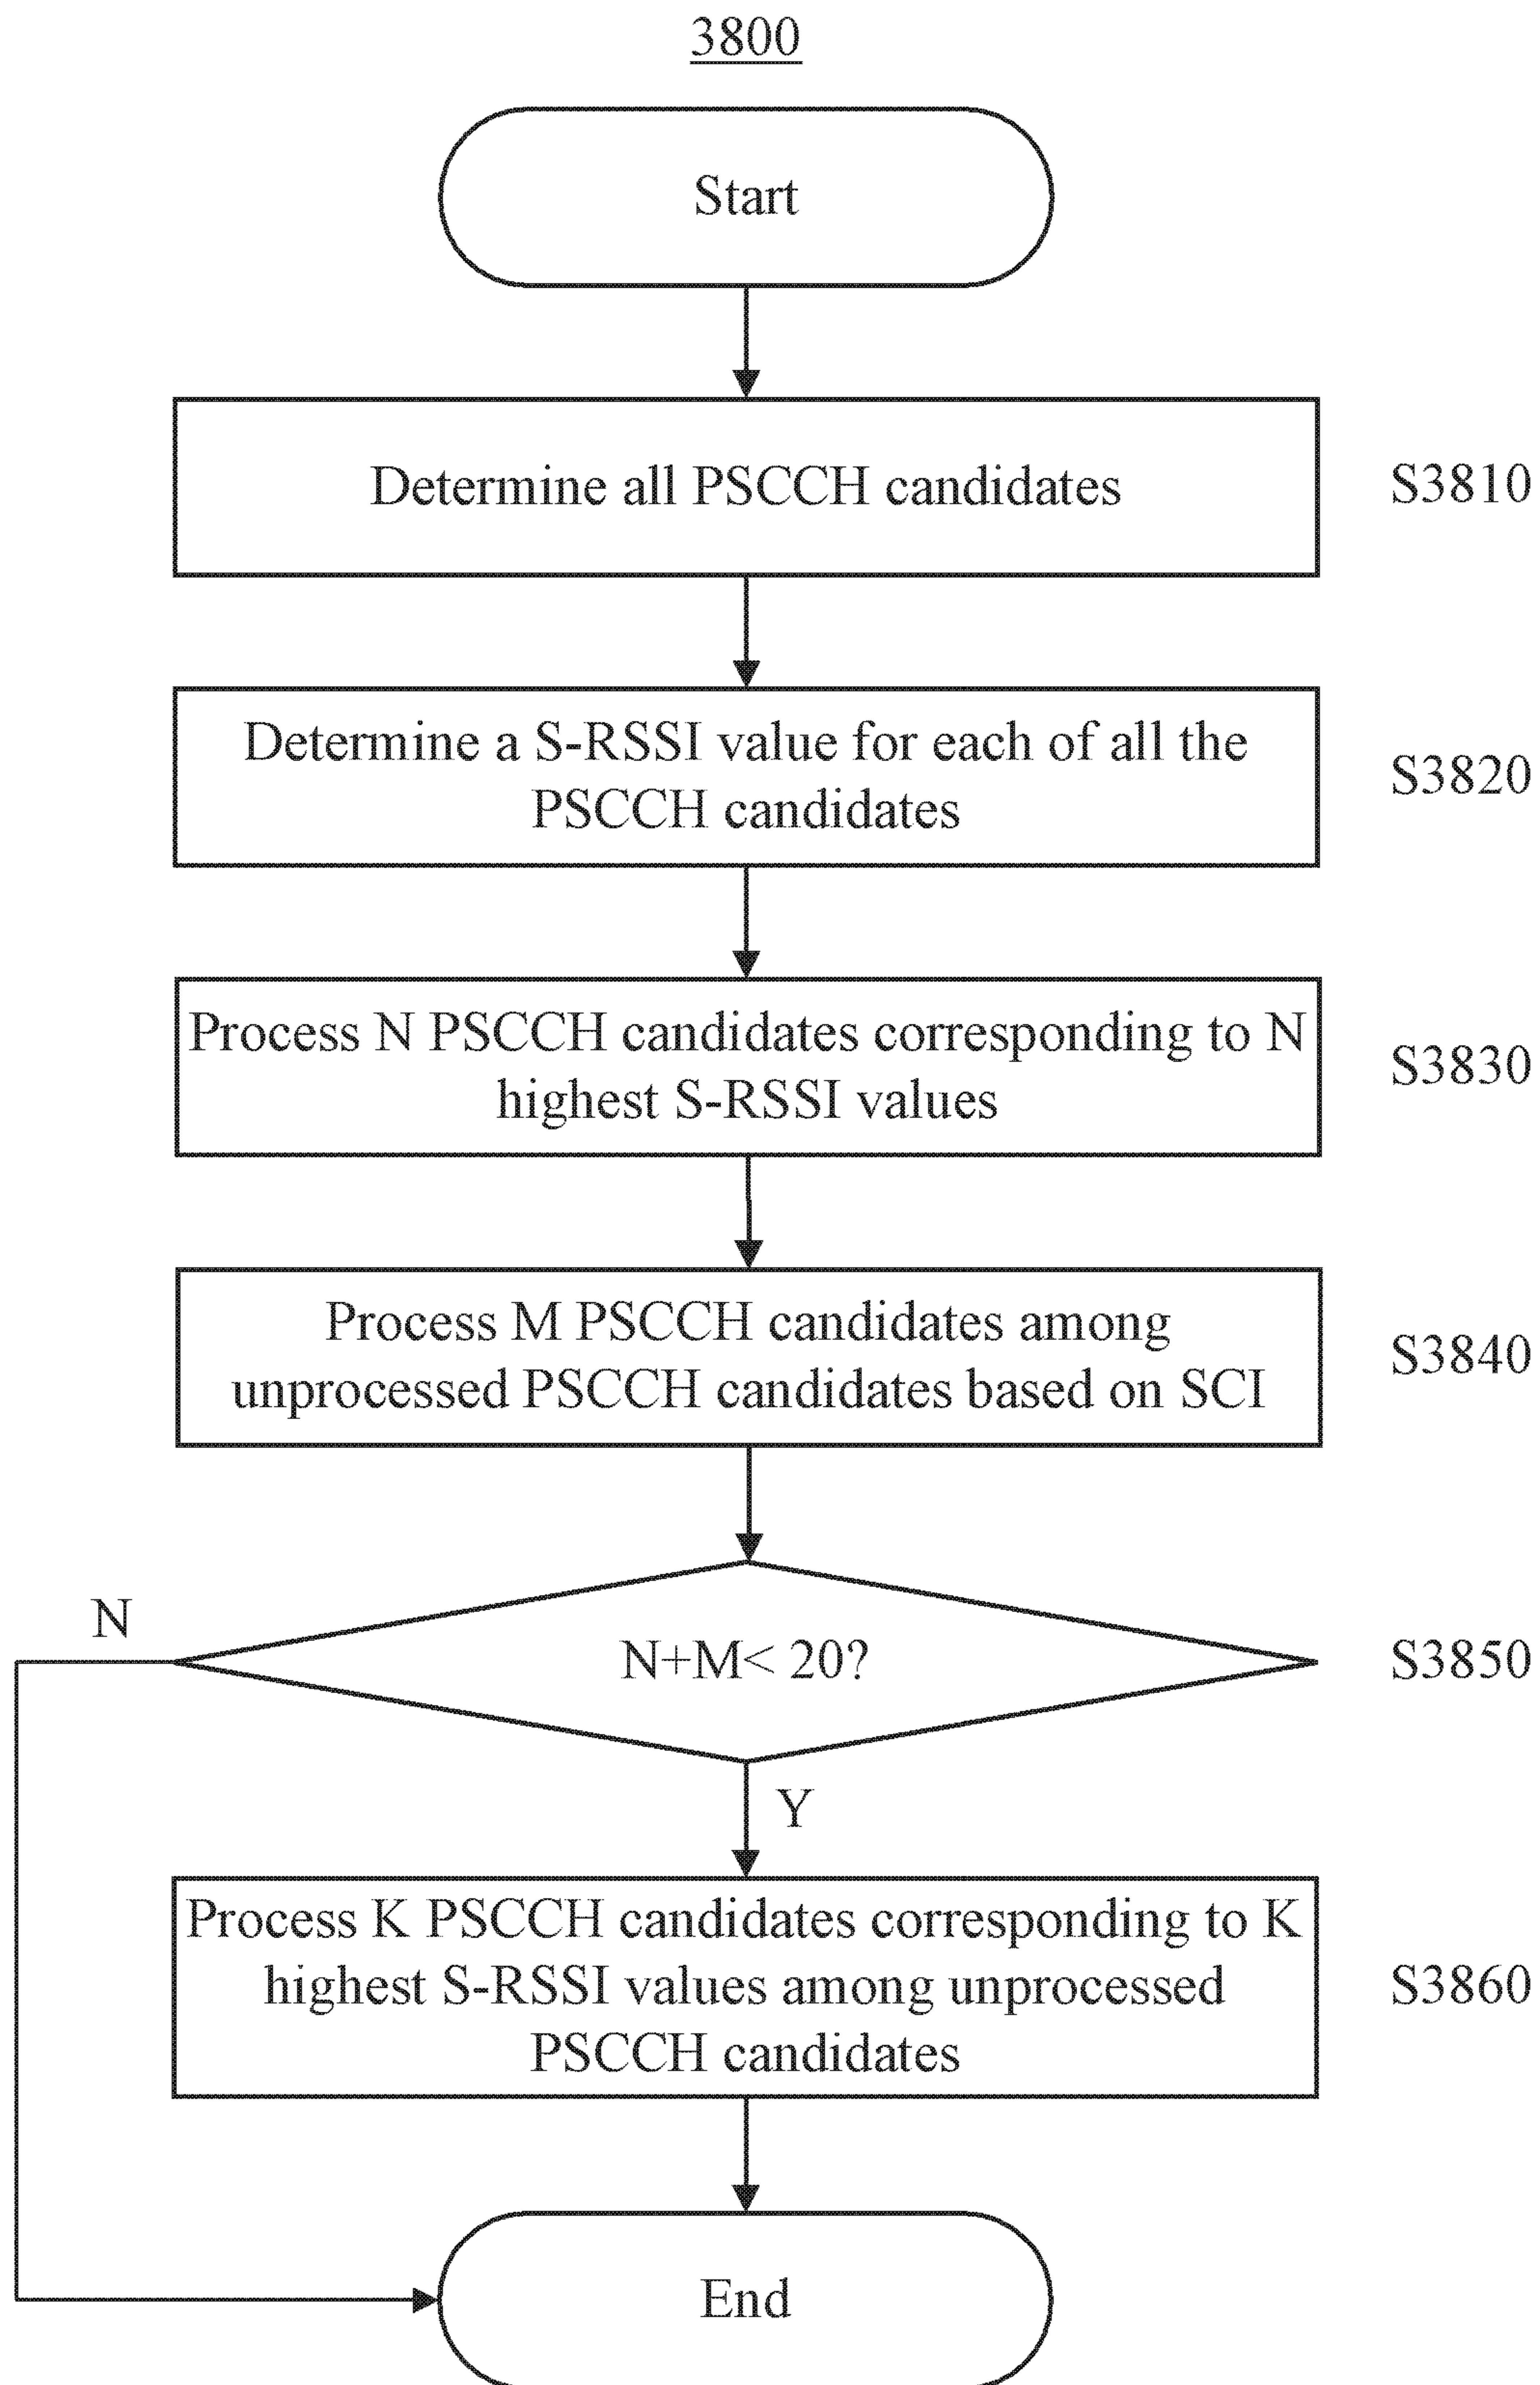 3800
Start
Determine all PSCCH candidates
S3810
Determine a S-RSSI value for each of all the
PSCCH candidates
S3820
Process N PSCCH candidates corresponding to N
highest S-RSSI values
S3830
Process M PSCCH candidates among
unprocessed PSCCH candidates based on SCI
S3840
N
N+M< 20?
S3850
Y
Process K PSCCH candidates corresponding to K
highest S-RSSI values among unprocessed
PSCCH candidates
S3860
End